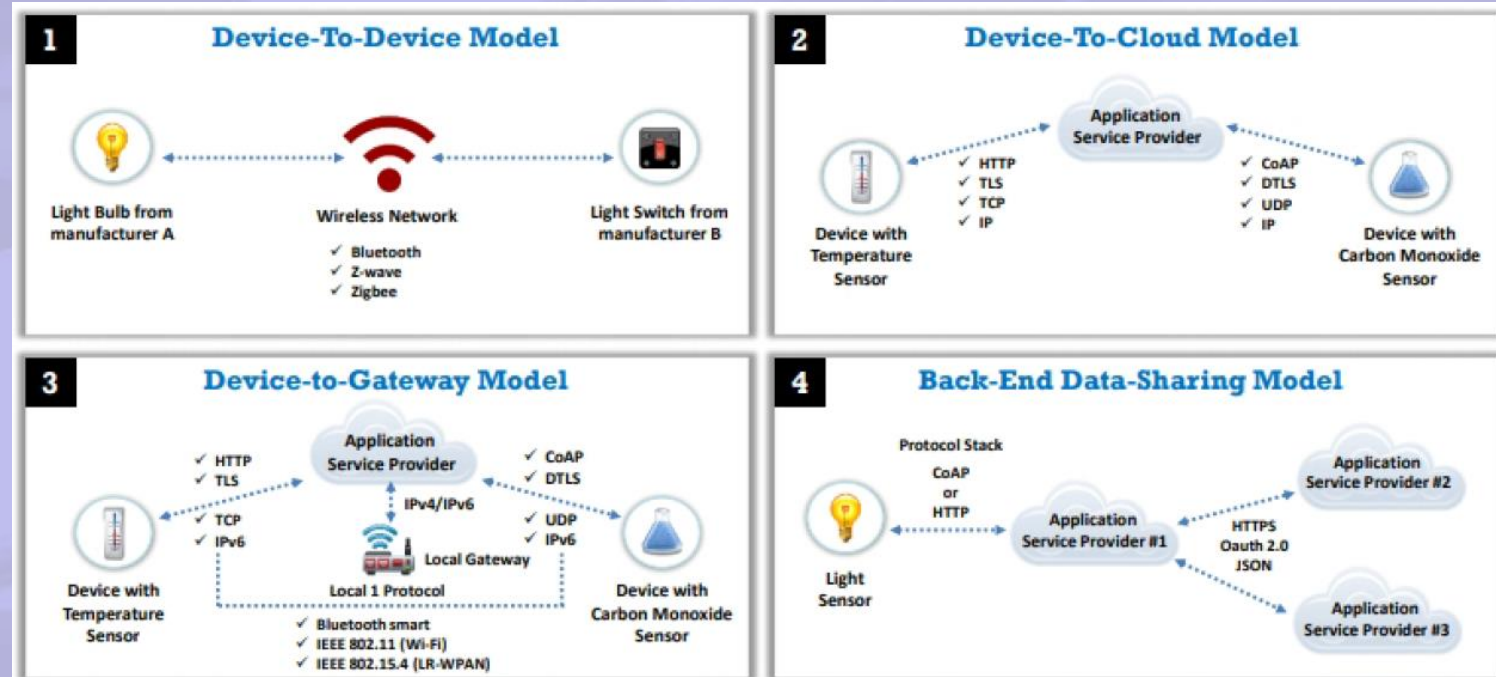 1
Device-To-Device Model
Light Bulb from
manufacturer A
Wireless Network
✓ Bluetooth
✓ Z-wave
✓ Zigbee
Light Switch from
manufacturer B
2
Device-To-Cloud Model
Application
Service Provider
✓ HTTP
✓ TLS
✓ TCP
✓ IP
✓ CoAP
✓ DTLS
✓ UDP
✓ IP
Device with
Temperature
Sensor
Device with
Carbon Monoxide
Sensor
3
Device-to-Gateway Model
Application
Service Provider
✓ HTTP
✓ TLS
✓ TCP
✓ IPv6
✓ CoAP
✓ DTLS
✓ UDP
✓ IPv6
IPv4/IPv6
Local Gateway
Local 1 Protocol
Device with
Temperature
Sensor
✓ Bluetooth smart
✓ IEEE 802.11 (Wi-Fi)
✓ IEEE 802.15.4 (LR-WPAN)
Device with
Carbon Monoxide
Sensor
4
Back-End Data-Sharing Model
Protocol Stack
CoAP
or
HTTP
Light
Sensor
Application
Service Provider #1
HTTPS
Oauth 2.0
JSON
Application
Service Provider #2
Application
Service Provider #3